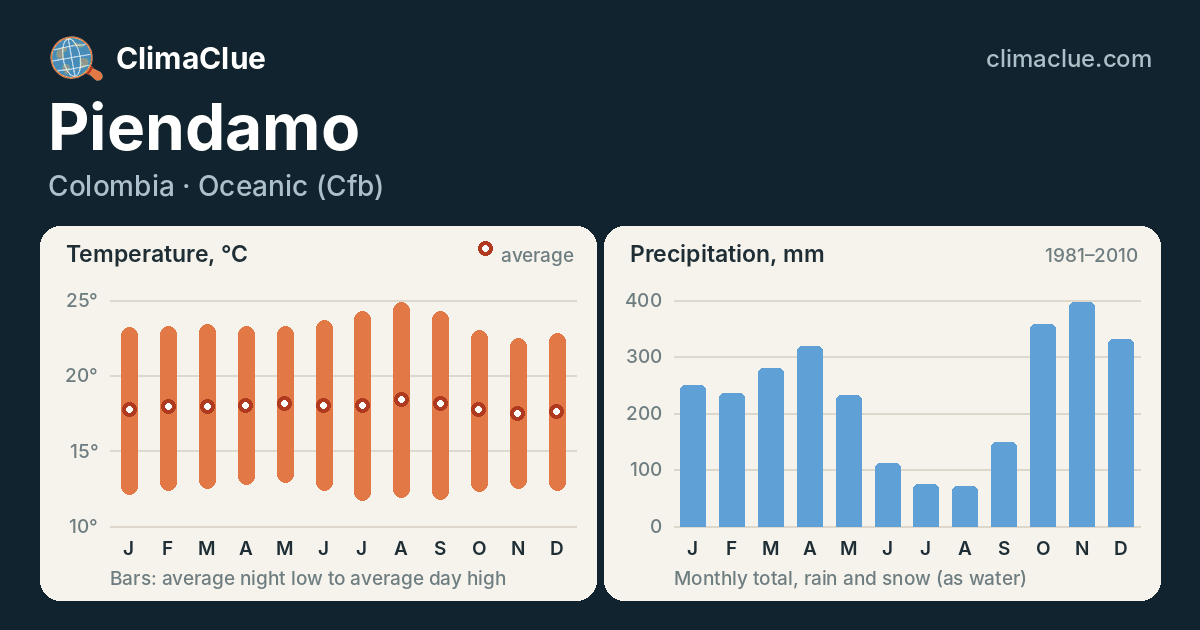 ClimaClue
climaclue.com
Piendamo
Colombia · Oceanic (Cfb)
Temperature, °C
average
25°
20°
15°
10°
J F M A M J J A S O N D
Bars: average night low to average day high
Precipitation, mm
1981–2010
400
300
200
100
0
J F M A M J J A S O N D
Monthly total, rain and snow (as water)